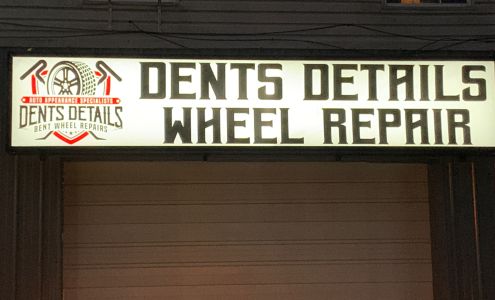 AUTO APPEARANCE SPECIALISTS
DENTS DETAILS
BENT WHEEL REPAIRS
DENTS DETAILS
WHEEL REPAIR